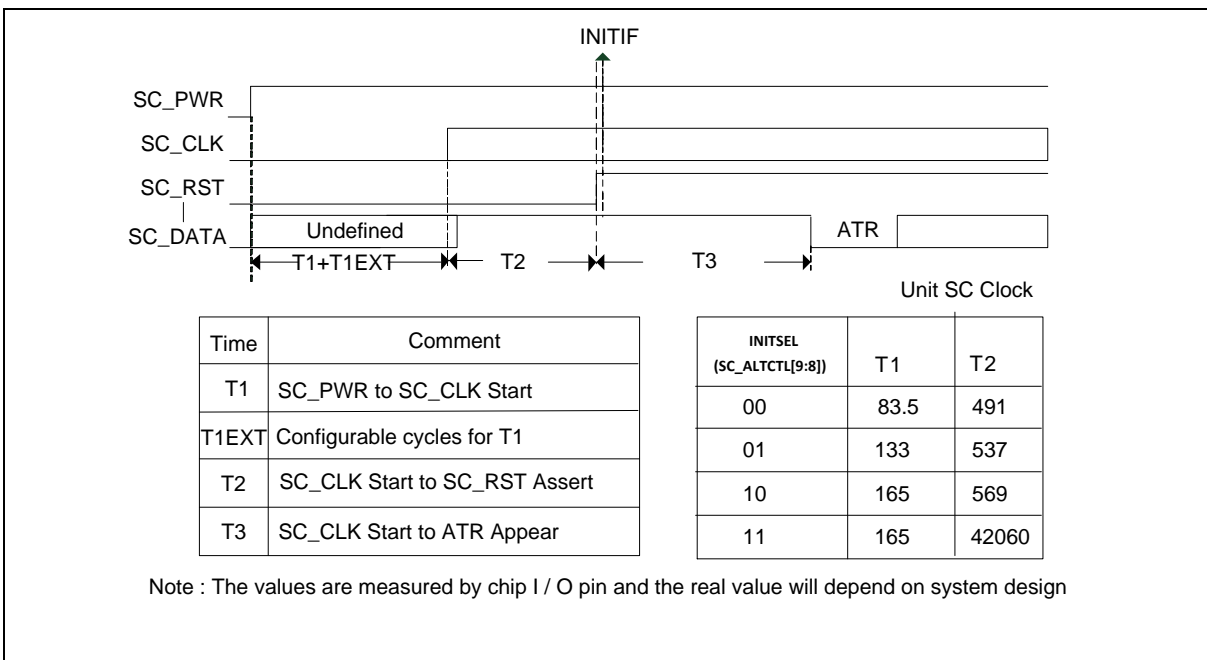 INITIF
SC_PWR
SC_CLK
SC_RST
SC_DATA
Undefined
ATR
T1+T1EXT
T2
T3
Unit SC Clock
Time Comment
T1 SC_PWR to SC_CLK Start
T1EXT Configurable cycles for T1
T2 SC_CLK Start to SC_RST Assert
T3 SC_CLK Start to ATR Appear
INITSEL
(SC_ALTCTL[9:8]) T1 T2
00 83.5 491
01 133 537
10 165 569
11 165 42060
Note : The values are measured by chip I / O pin and the real value will depend on system design